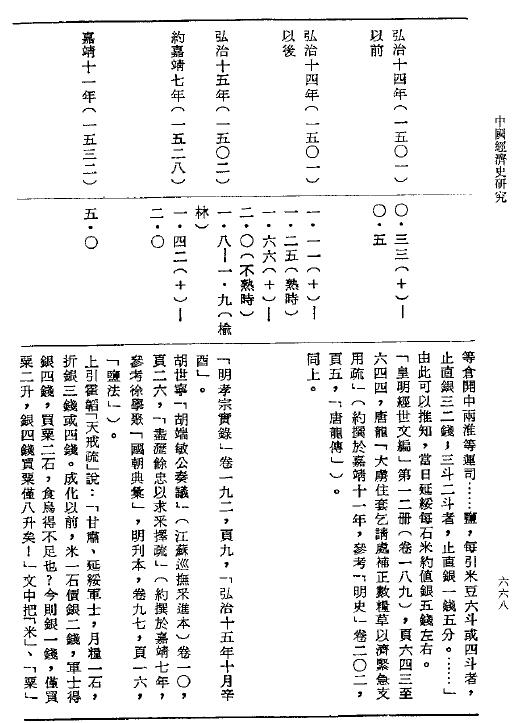 中國經濟史研究
六六八
弘治十四年(一五〇一)
以前
弘治十四年(一五〇一)
以後
弘治十五年(一五〇二)
約嘉靖七年(一五二八)
嘉靖十一年(一五三二)
〇・三三(十)—
〇・五
一・一一(十)—
一・二五(熟時)
一・六六(十)—
二・〇(不熟時)
一・八—一・九(榆
林)
一・四二(十)—
二・〇
五・〇
等倉開中兩淮等運司……鹽,每引米豆六斗或四斗者,
止直銀三二錢,三斗二斗者,止直銀一錢五分。……」
由此可以推知,當日延綏每石米約值銀五錢左右。
「皇明經世文編」第一二冊(卷一八九),頁六四三至
六四四,唐龍「大虜住套乞請處補正數糧草以濟緊急支
用疏」(約撰於嘉靖十一年,參考「明史」卷二〇二,
頁五,「唐龍傳」)。
同上。
「明孝宗實錄」卷一九二,頁九,「弘治十五年十月辛
酉」。
胡世寧「胡端敏公奏議」(江蘇巡撫采進本)卷一〇,
頁二六,「盡瀝餘忠以求采擇疏」(約撰於嘉靖七年,
參考徐學聚「國朝典彙」,明刋本,卷九七,頁一六,
「鹽法」)。
上引霍韜「天戒疏」說:「甘肅、延綏軍士,月糧一石,
折銀三錢或四錢。成化以前,米一石價銀二錢,軍士得
銀四錢,買粟二石,食烏得不足也?今則銀一錢,僅買
粟二升,銀四錢買粟僅八升矣!」文中把「米」、「粟」